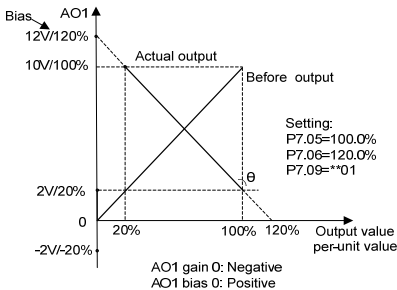 Bias
AO1
12V/120%
10V/100%
Actual output
Before output
Setting:
P7.05=100.0%
P7.06=120.0%
P7.09=**01
θ
2V/20%
0
20%
100%
120%
Output value
per-unit value
-2V/-20%
AO1 gain 0: Negative
AO1 bias 0: Positive